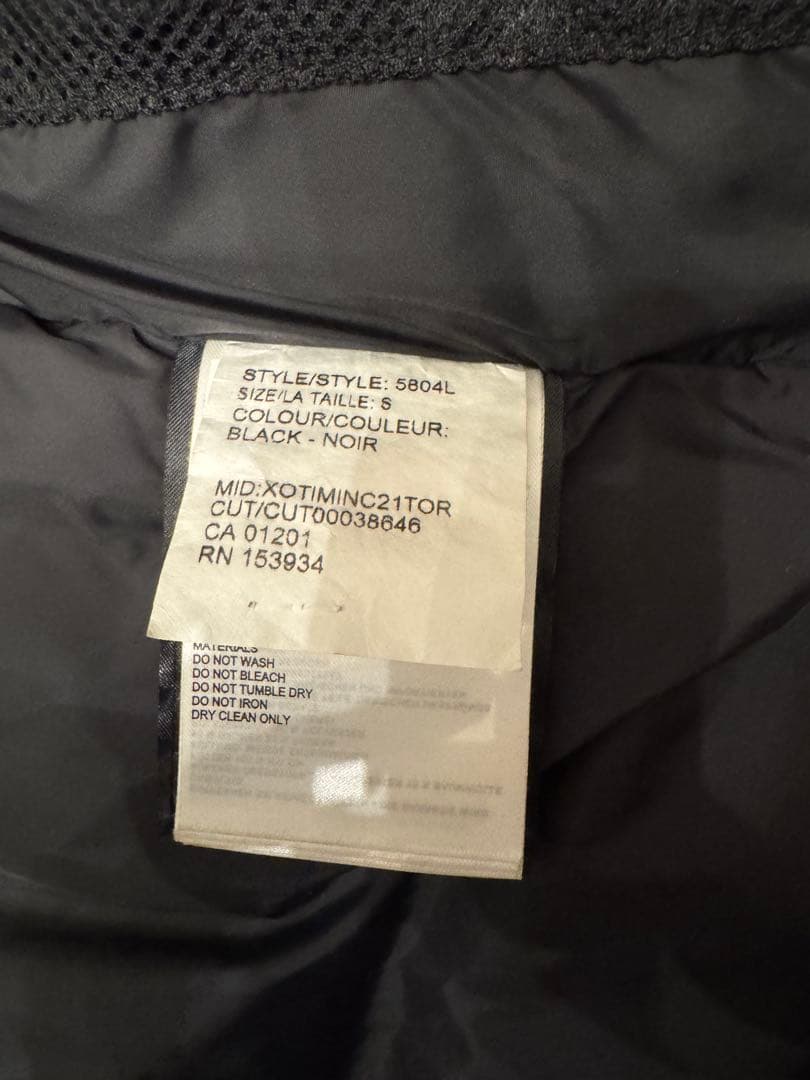 STYLE/STYLE: 5804L
SIZE/LA TAILLE: S
COLOUR/COULEUR:
BLACK - NOIR
MID:XOTIMINC21TOR
CUT/CUT00038646
CA 01201
RN 153934
MATERIALS
DO NOT WASH
DO NOT BLEACH
DO NOT TUMBLE DRY
DO NOT IRON
DRY CLEAN ONLY